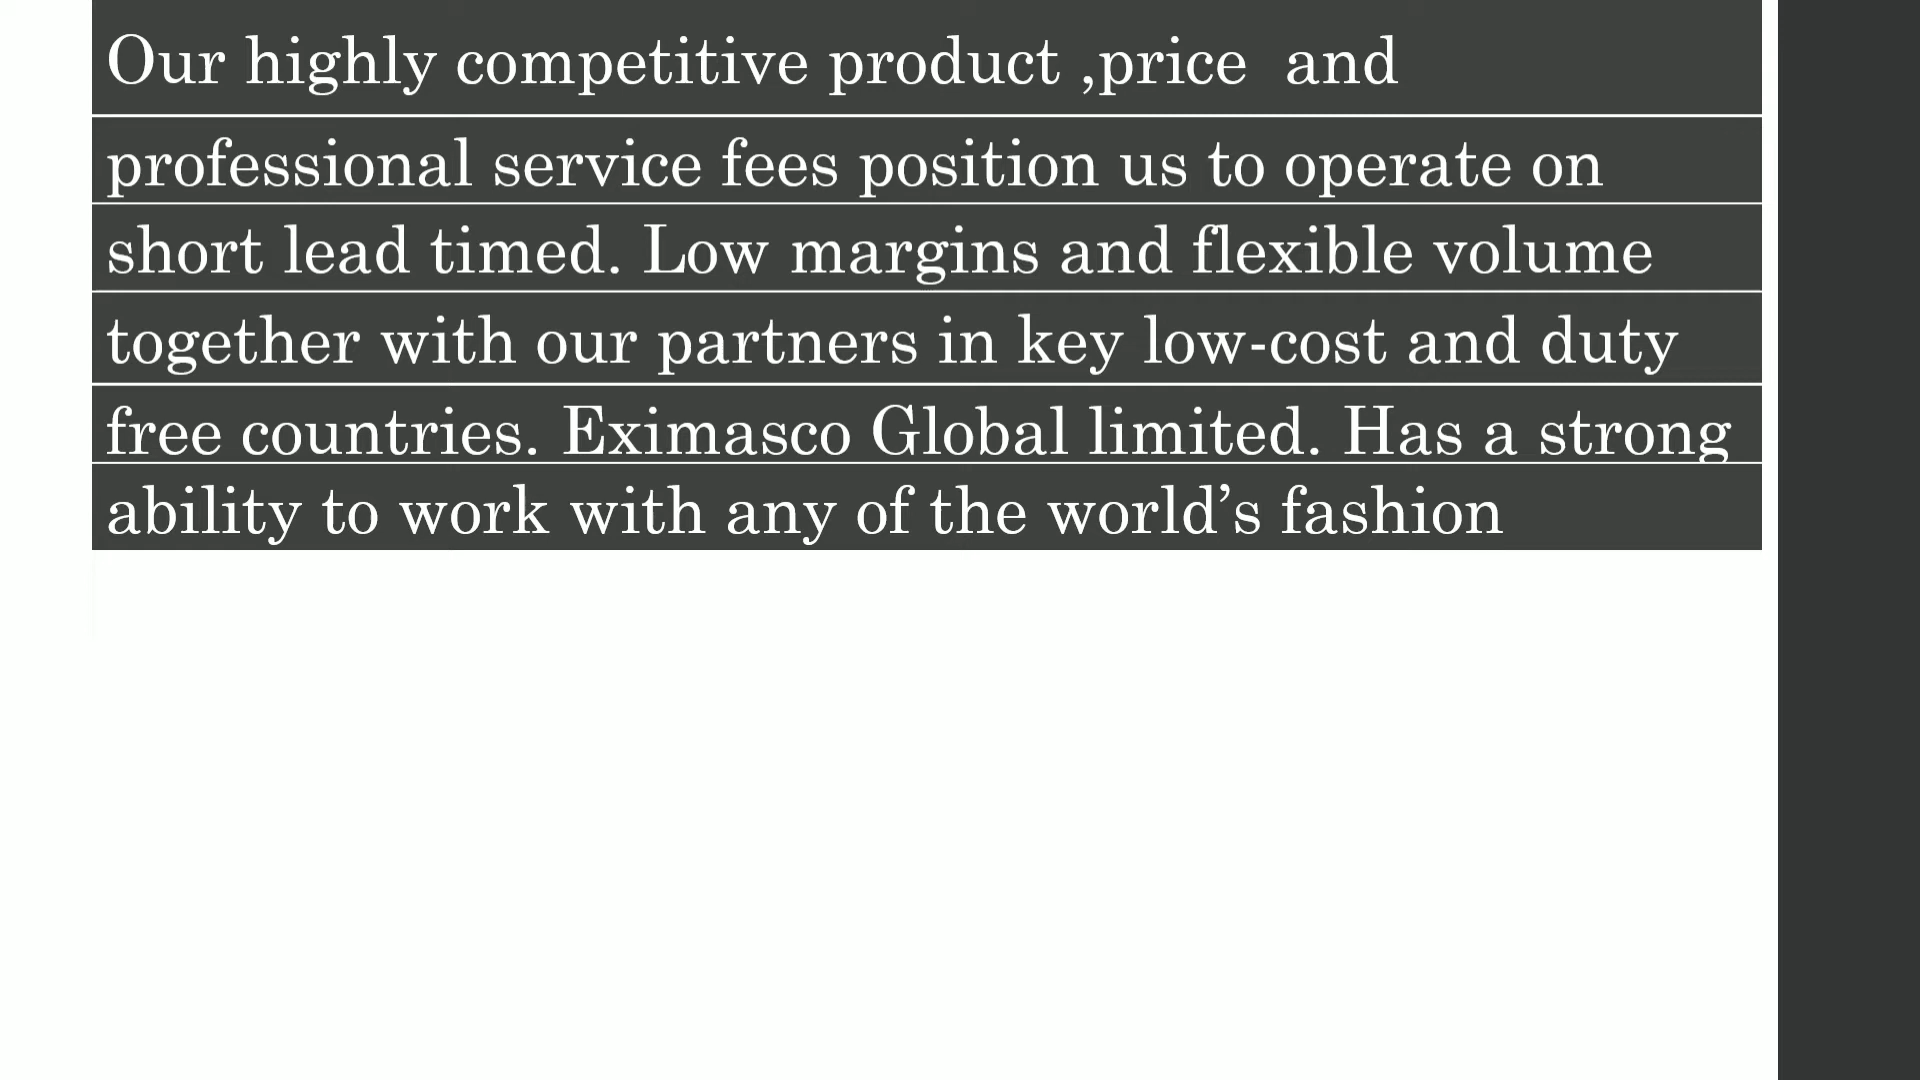 Our highly competitive product ,price  and
professional service fees position us to operate on
short lead timed. Low margins and flexible volume
together with our partners in key low-cost and duty
free countries. Eximasco Global limited. Has a strong
ability to work with any of the world’s fashion